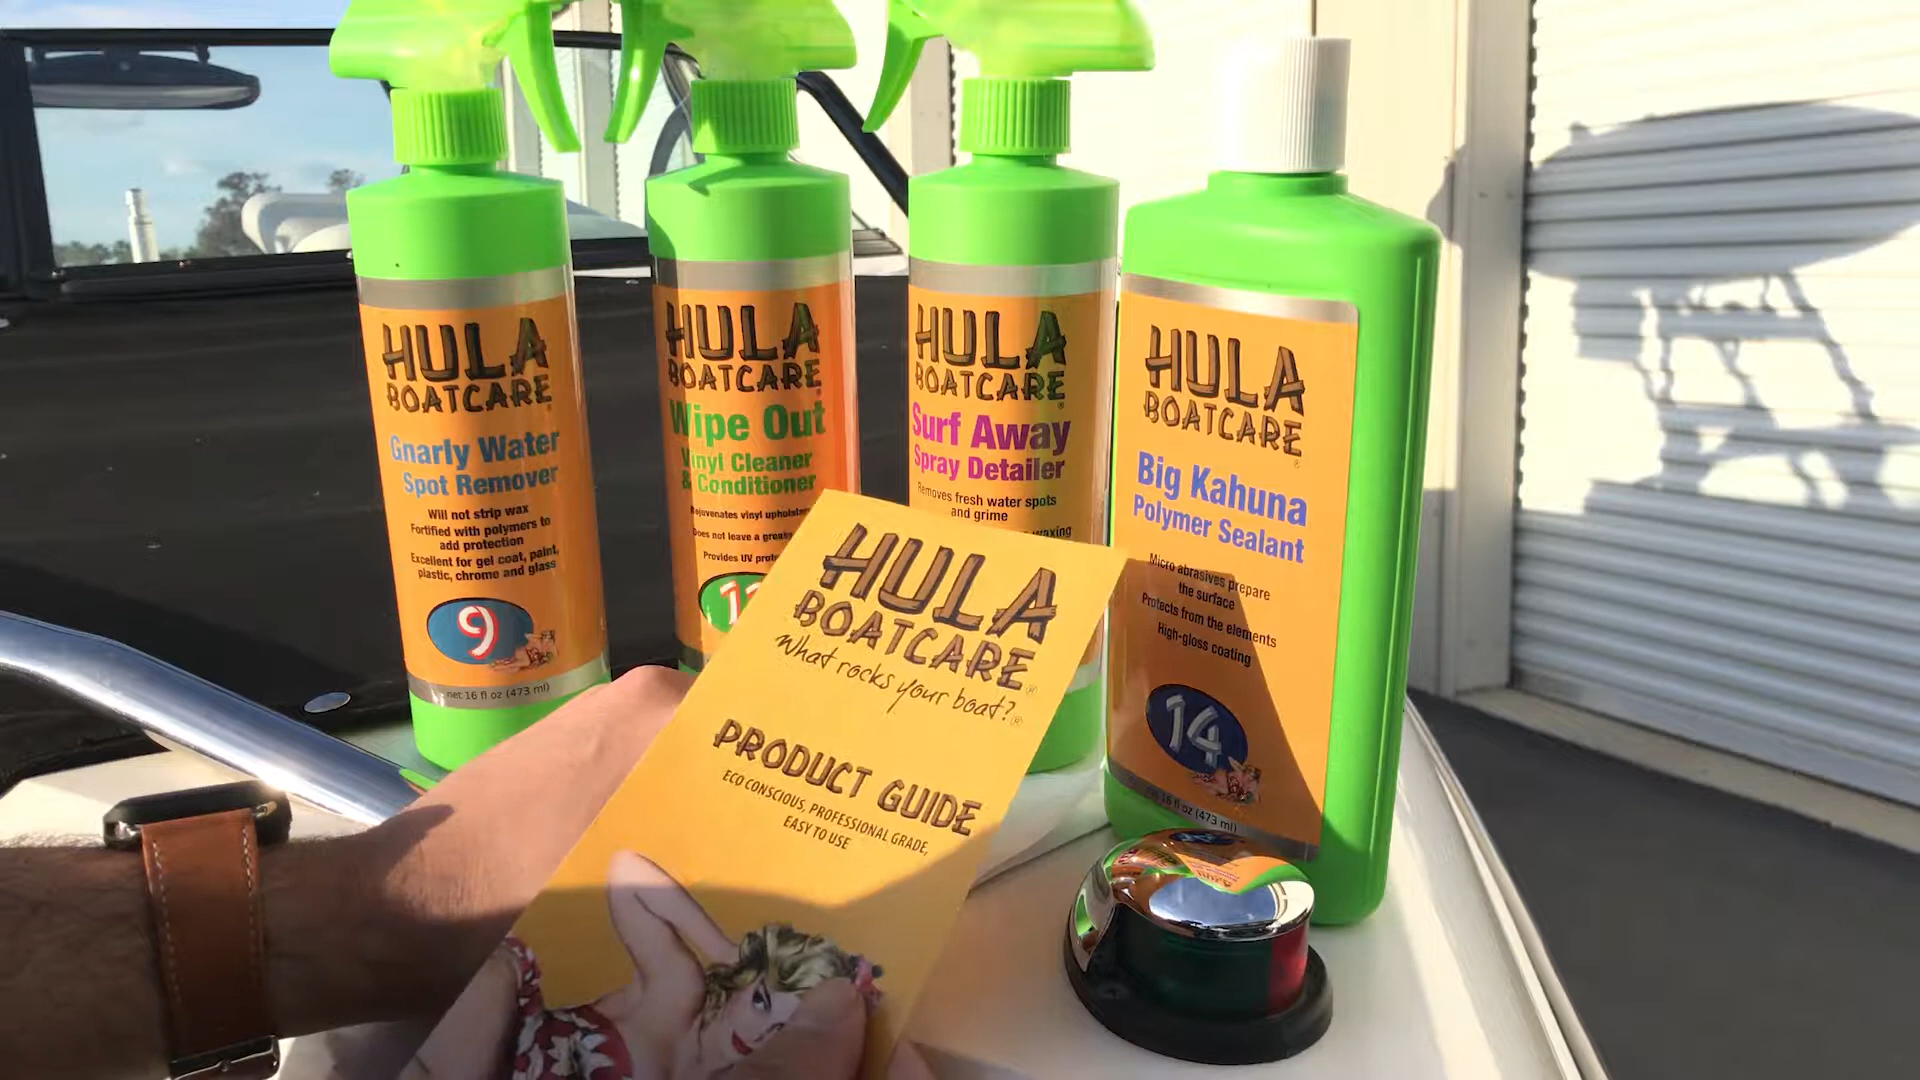 HULA
BOATCARE
Gnarly Water
Spot Remover
Will not strip wax
Fortified with polymers to
add protection
Excellent for gel coat, paint,
plastic, chrome and glass
9
net 16 fl oz (473 ml)
HULA
BOATCARE
Wipe Out
Vinyl Cleaner
& Conditioner
Rejuvenates vinyl
Does not leave a
Provides UV
HULA
BOATCARE
Surf Away
Spray Detailer
Removes fresh water spots
and grime
waxing
HULA
BOATCARE
Big Kahuna
Polymer Sealant
Micro abrasives prepare
the surface
Protects from the elements
High-gloss coating
14
net 16 fl oz (473 ml)
HULA
BOATCARE®
What rocks your boat?®
PRODUCT GUIDE
ECO CONSCIOUS, PROFESSIONAL GRADE,
EASY TO USE